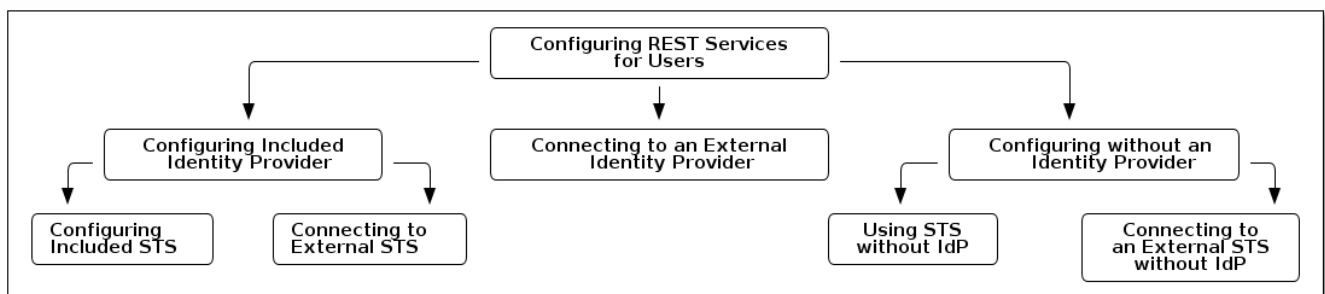 Configuring REST Services
for Users
Configuring Included
Identity Provider
Connecting to an External
Identity Provider
Configuring without an
Identity Provider
Configuring
Included STS
Connecting to
External STS
Using STS
without IdP
Connecting to
an External STS
without IdP